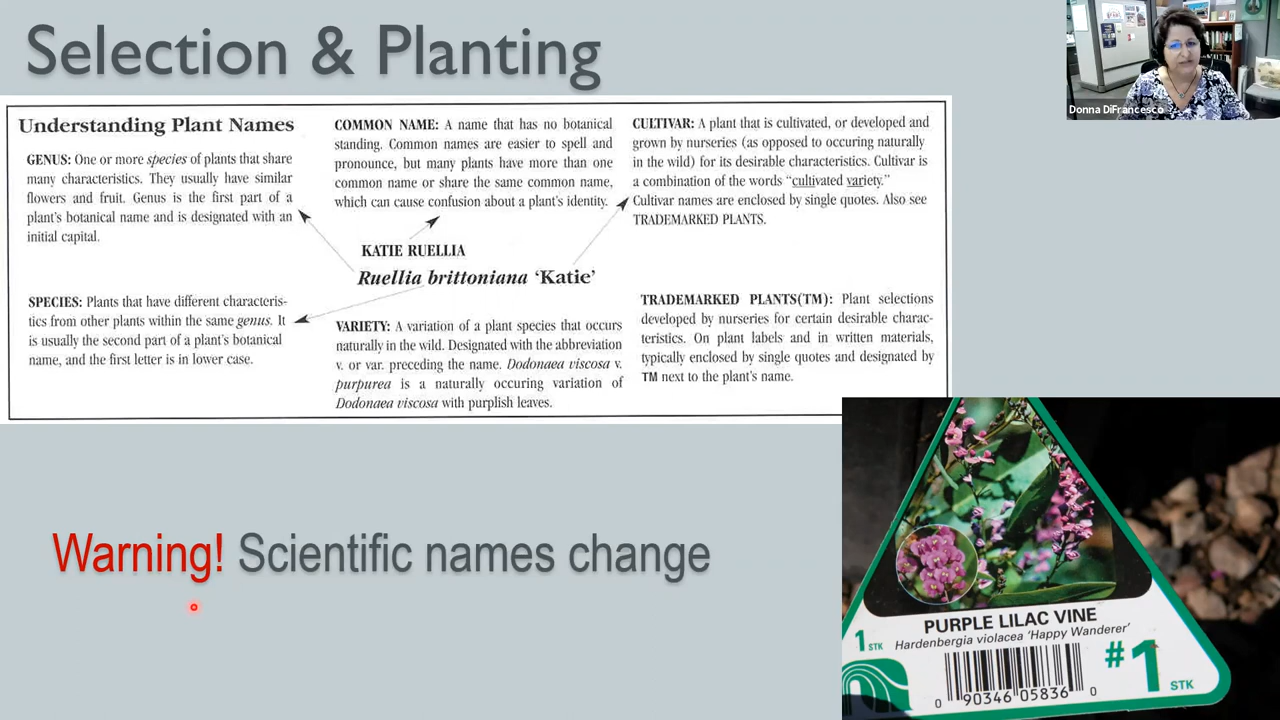 Selection & Planting
Donna DiFrancesco
Understanding Plant Names
GENUS: One or more species of plants that share
many characteristics. They usually have similar
flowers and fruit. Genus is the first part of a
plant's botanical name and is designated with an
initial capital.
COMMON NAME: A name that has no botanical
standing. Common names are easier to spell and
pronounce, but many plants have more than one
common name or share the same common name,
which can cause confusion about a plant's identity.
CULTIVAR: A plant that is cultivated, or developed and
grown by nurseries (as opposed to occuring naturally
in the wild) for its desirable characteristics. Cultivar is
a combination of the words “cultivated variety.”
Cultivar names are enclosed by single quotes. Also see
TRADEMARKED PLANTS.
KATIE RUELLIA
Ruellia brittoniana ‘Katie’
SPECIES: Plants that have different characteris-
tics from other plants within the same genus. It
is usually the second part of a plant's botanical
name, and the first letter is in lower case.
VARIETY: A variation of a plant species that occurs
naturally in the wild. Designated with the abbreviation
v. or var. preceding the name. Dodonaea viscosa v.
purpurea is a naturally occuring variation of
Dodonaea viscosa with purplish leaves.
TRADEMARKED PLANTS(TM): Plant selections
developed by nurseries for certain desirable charac-
teristics. On plant labels and in written materials,
typically enclosed by single quotes and designated by
TM next to the plant's name.
Warning! Scientific names change
PURPLE LILAC VINE
Hardenbergia violacea ‘Happy Wanderer’
1 STK
#1 STK
0 90346 05836 0